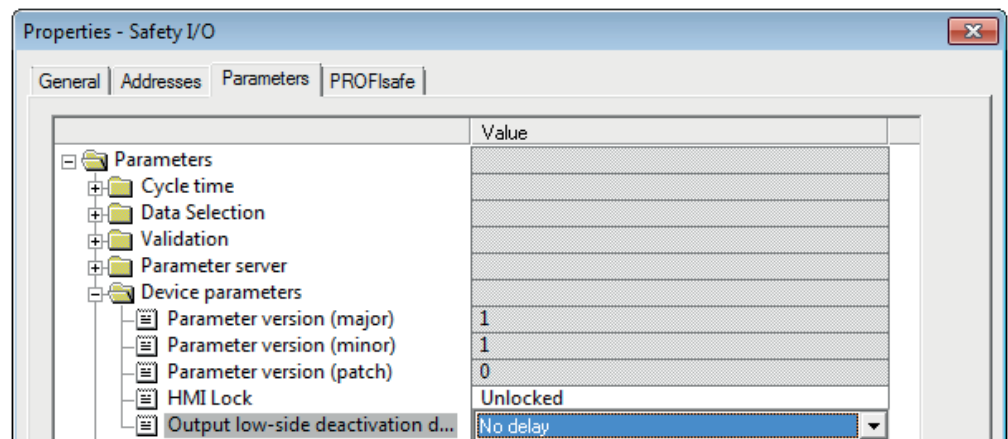 Properties - Safety I/O
General Addresses Parameters PROFIsafe
Value
Parameters
Cycle time
Data Selection
Validation
Parameter server
Device parameters
Parameter version (major) 1
Parameter version (minor) 1
Parameter version (patch) 0
HMI Lock Unlocked
Output low-side deactivation d... No delay